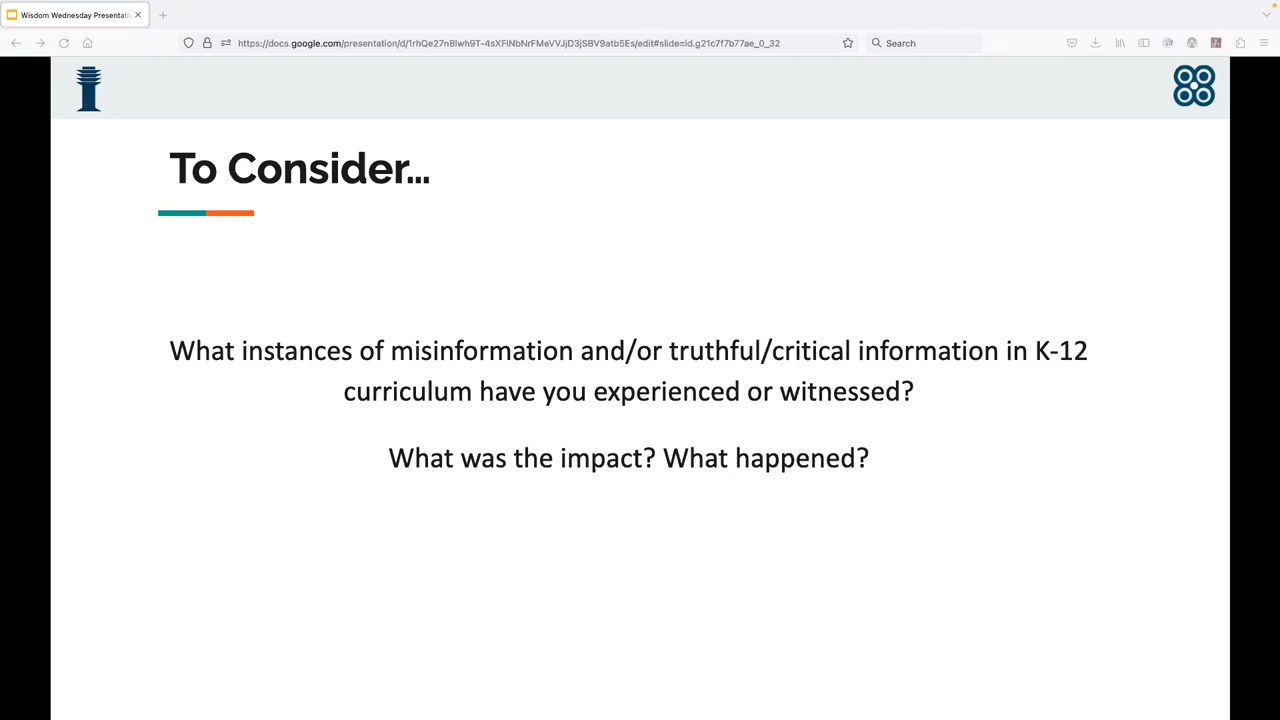 Wisdom Wednesday Presentati
https://docs.google.com/presentation/d/1rhQe27nBlwh9T-4sXFlNbNrFMeVVJjD3jSBV9atb5Es/edit#slide=id.g21c7f7b77ae_0_32
Search
To Consider...
What instances of misinformation and/or truthful/critical information in K-12
curriculum have you experienced or witnessed?
What was the impact? What happened?